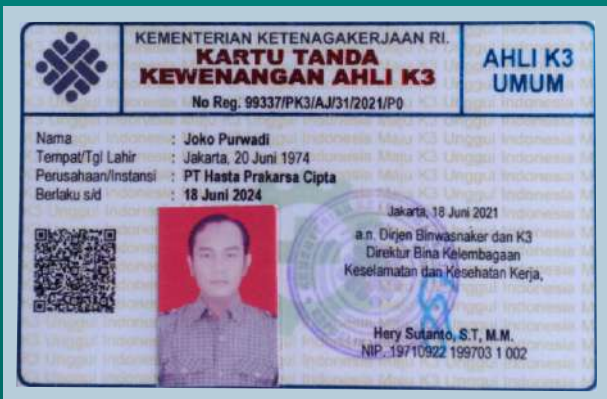 KEMENTERIAN KETENAGAKERJAAN RI.
KARTU TANDA
KEWENANGAN AHLI K3
No Reg. 99337/PK3/AJ/31/2021/P0
AHLI K3
UMUM
Nama : Joko Purwadi
Tempat/Tgl Lahir : Jakarta, 20 Juni 1974
Perusahaan/Instansi : PT Hasta Prakarsa Cipta
Berlaku s/d : 18 Juni 2024
Jakarta, 18 Juni 2021
a.n. Dirjen Binwasnaker dan K3
Direktur Bina Kelembagaan
Keselamatan dan Kesehatan Kerja,
Hery Sutanto, S.T, M.M.
NIP. 19710922 199703 1 002